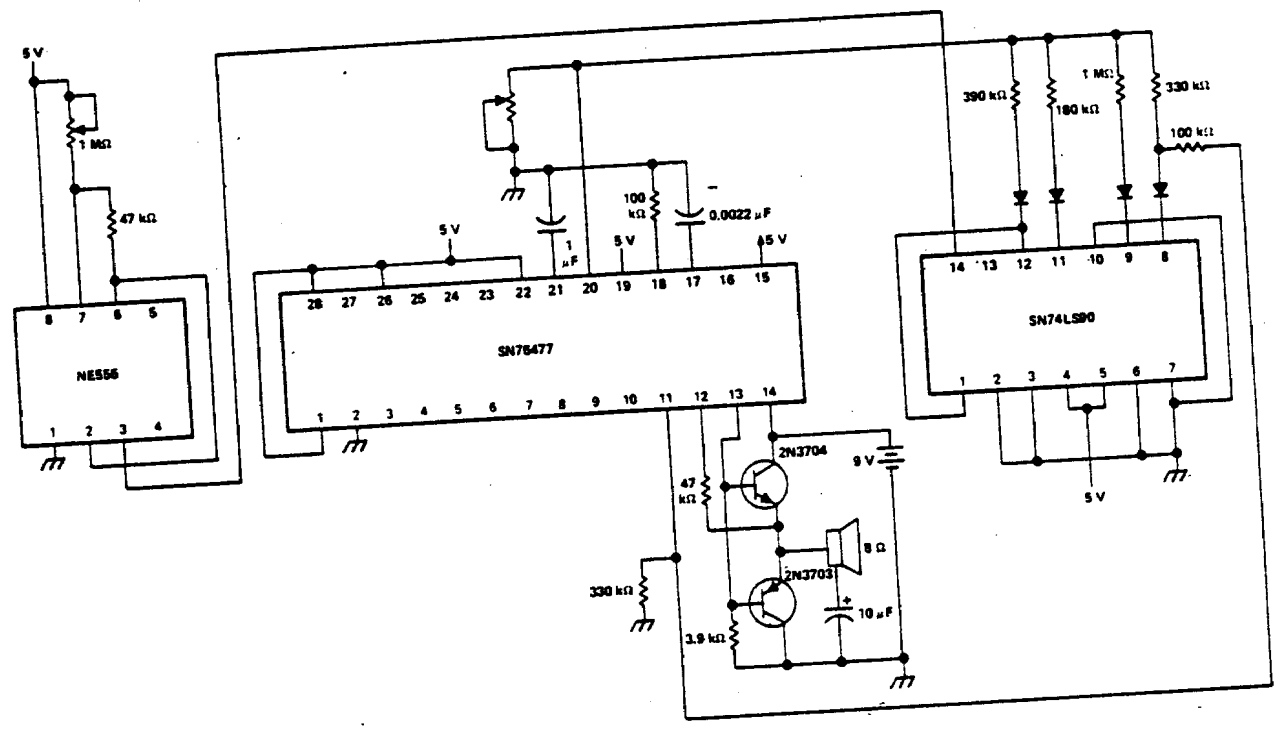 5 V
1 MΩ
47 kΩ
8 7 6 5
NE555
1 2 3 4
5 V
100 kΩ
1 μF
5 V
0.0022 μF
5 V
28 27 26 25 24 23 22 21 20 19 18 17 16 15
SN76477
1 2 3 4 5 6 7 8 9 10 11 12 13 14
47 kΩ
2N3704
9 V
8 Ω
330 kΩ
2N3703
+
10 μF
3.9 kΩ
390 kΩ
180 kΩ
1 MΩ
330 kΩ
100 kΩ
14 13 12 11 10 9 8
SN74LS90
1 2 3 4 5 6 7
5 V